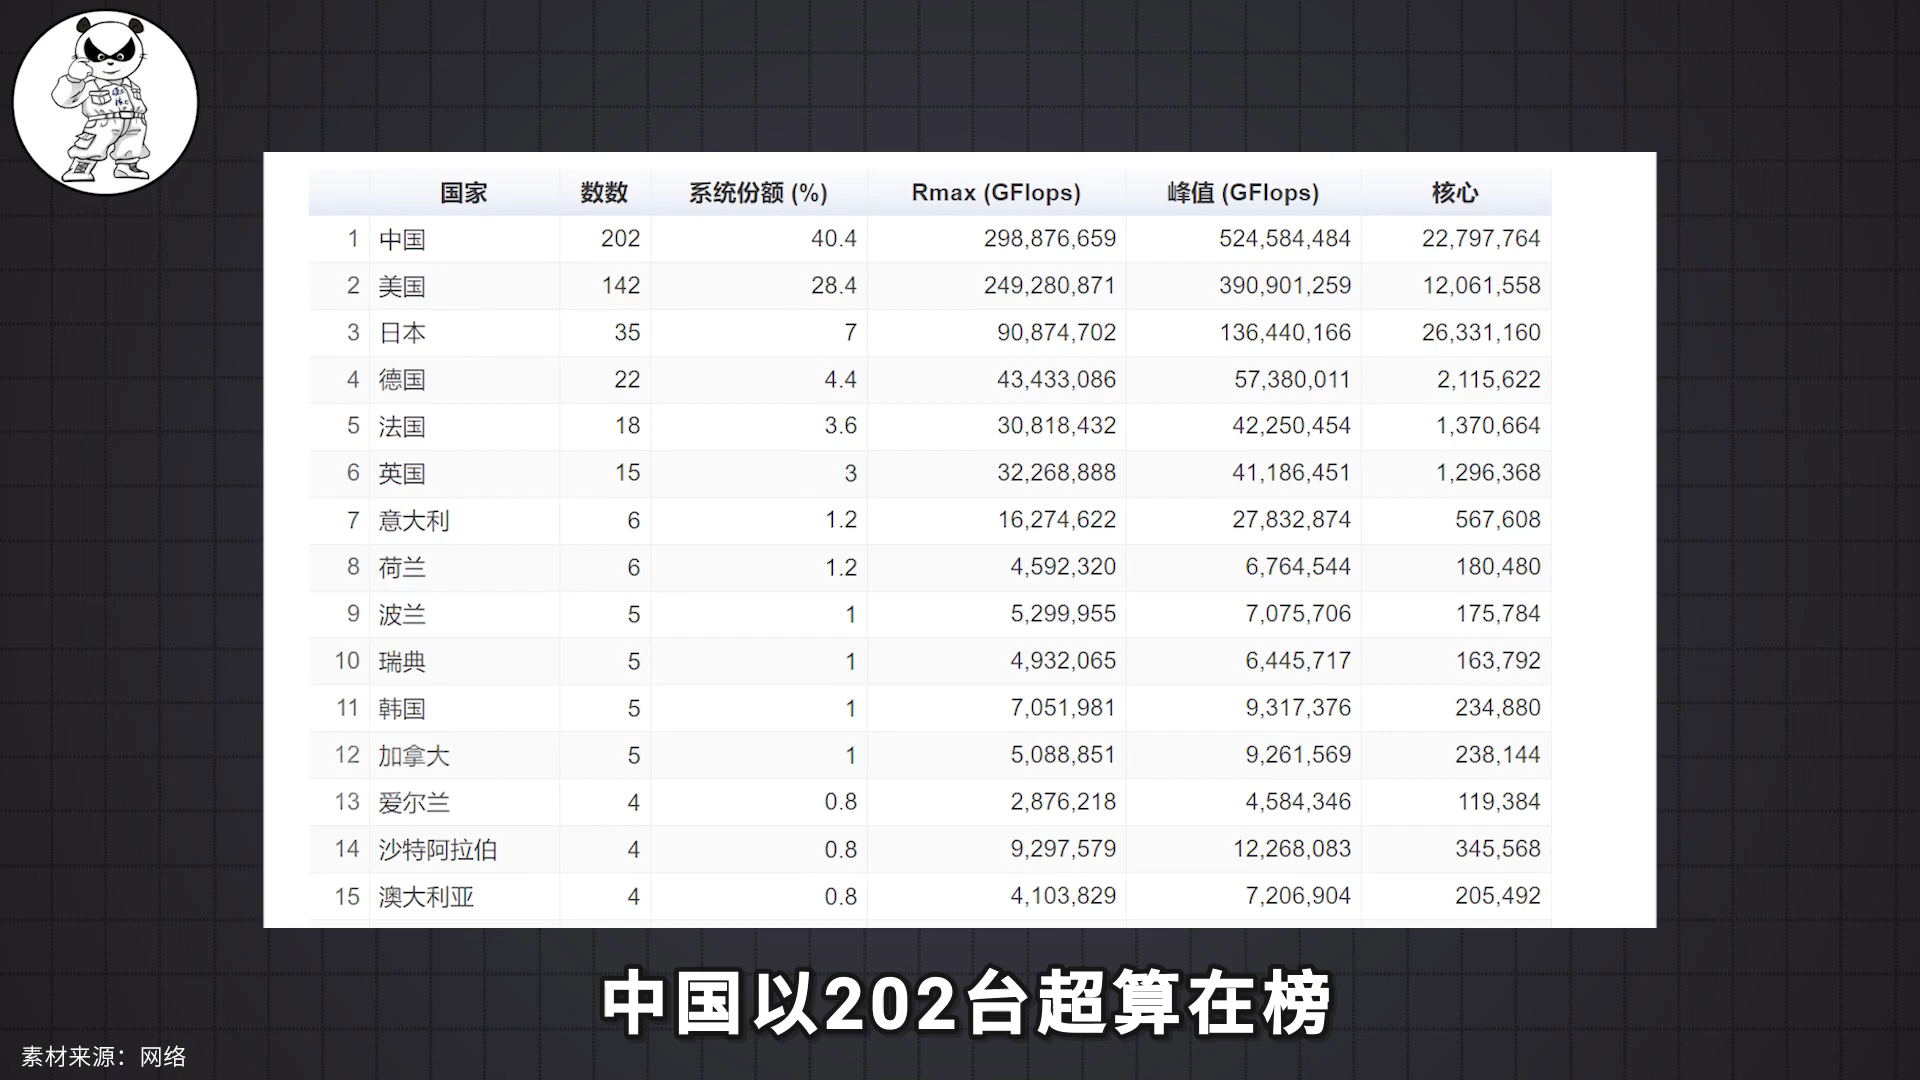 国家 数数 系统份额 (%) Rmax (GFlops) 峰值 (GFlops) 核心
1 中国 202 40.4 298,876,659 524,584,484 22,797,764
2 美国 142 28.4 249,280,871 390,901,259 12,061,558
3 日本 35 7 90,874,702 136,440,166 26,331,160
4 德国 22 4.4 43,433,086 57,380,011 2,115,622
5 法国 18 3.6 30,818,432 42,250,454 1,370,664
6 英国 15 3 32,268,888 41,186,451 1,296,368
7 意大利 6 1.2 16,274,622 27,832,874 567,608
8 荷兰 6 1.2 4,592,320 6,764,544 180,480
9 波兰 5 1 5,299,955 7,075,706 175,784
10 瑞典 5 1 4,932,065 6,445,717 163,792
11 韩国 5 1 7,051,981 9,317,376 234,880
12 加拿大 5 1 5,088,851 9,261,569 238,144
13 爱尔兰 4 0.8 2,876,218 4,584,346 119,384
14 沙特阿拉伯 4 0.8 9,297,579 12,268,083 345,568
15 澳大利亚 4 0.8 4,103,829 7,206,904 205,492
中国以202台超算在榜
素材来源：网络